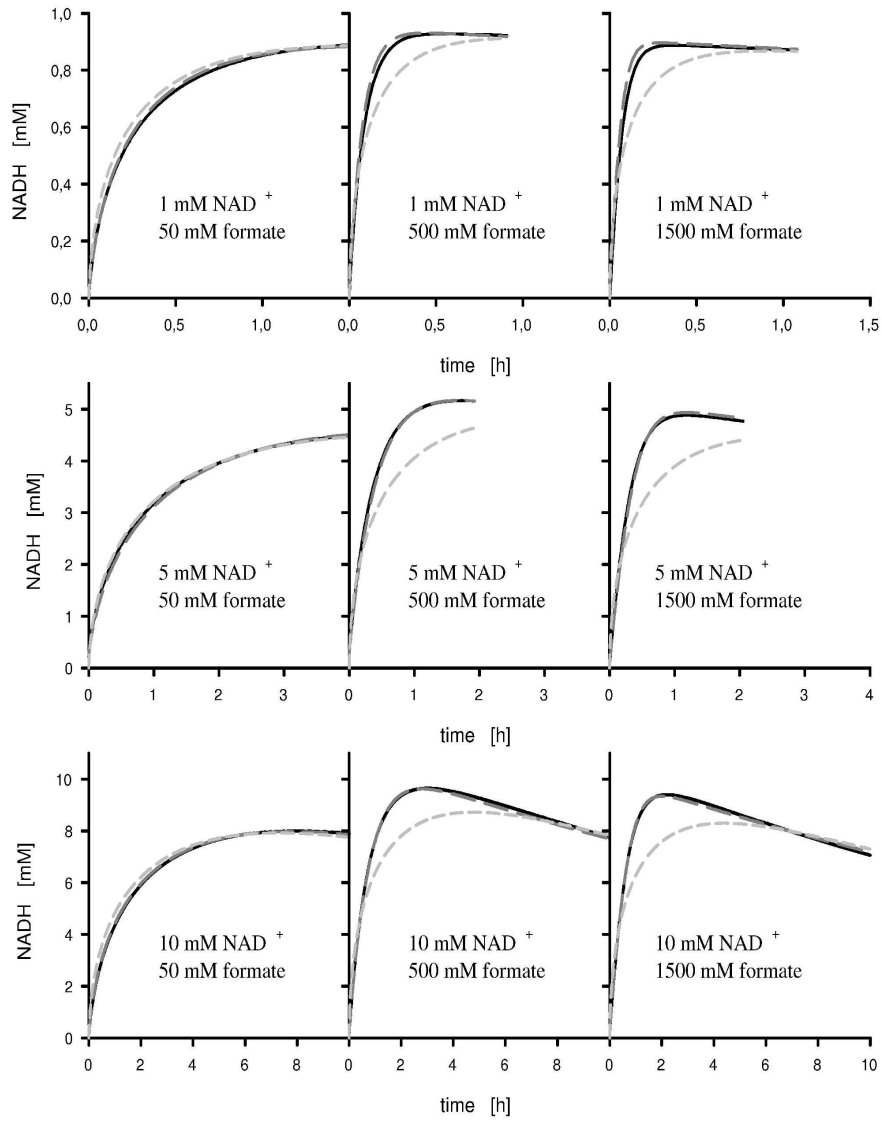 1,0
0,8
0,6
0,4
0,2
0,0
NADH [mM]
1 mM NAD +
50 mM formate
1 mM NAD +
500 mM formate
1 mM NAD +
1500 mM formate
0,0 0,5 1,0 0,0 0,5 1,0 0,0 0,5 1,0 1,5
time [h]
5
4
3
2
1
0
NADH [mM]
5 mM NAD +
50 mM formate
5 mM NAD +
500 mM formate
5 mM NAD +
1500 mM formate
0 1 2 3 0 1 2 3 0 1 2 3 4
time [h]
10
8
6
4
2
0
NADH [mM]
10 mM NAD +
50 mM formate
10 mM NAD +
500 mM formate
10 mM NAD +
1500 mM formate
0 2 4 6 8 0 2 4 6 8 0 2 4 6 8 10
time [h]